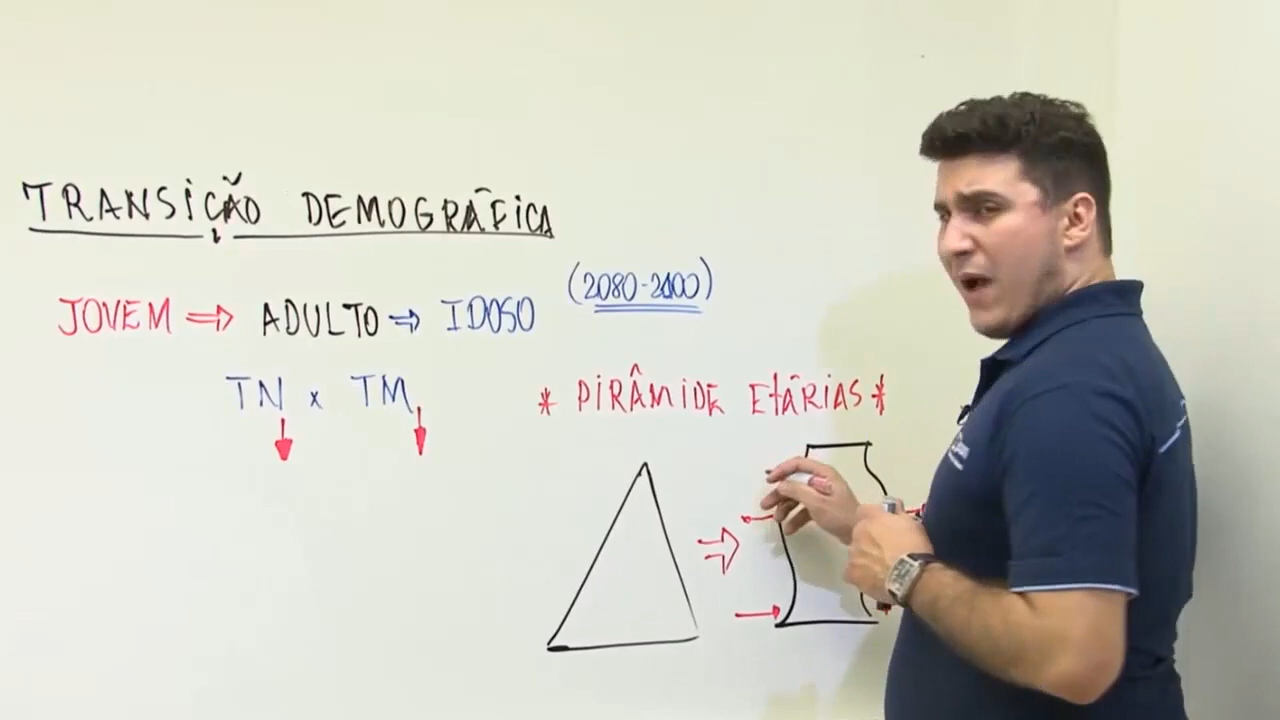 TRANSIÇÃO DEMOGRÁFICA
JOVEM ⇒ ADULTO ⇒ IDOSO (2080-2100)
TN x TM
* PIRÂMIDE ETÁRIAS *